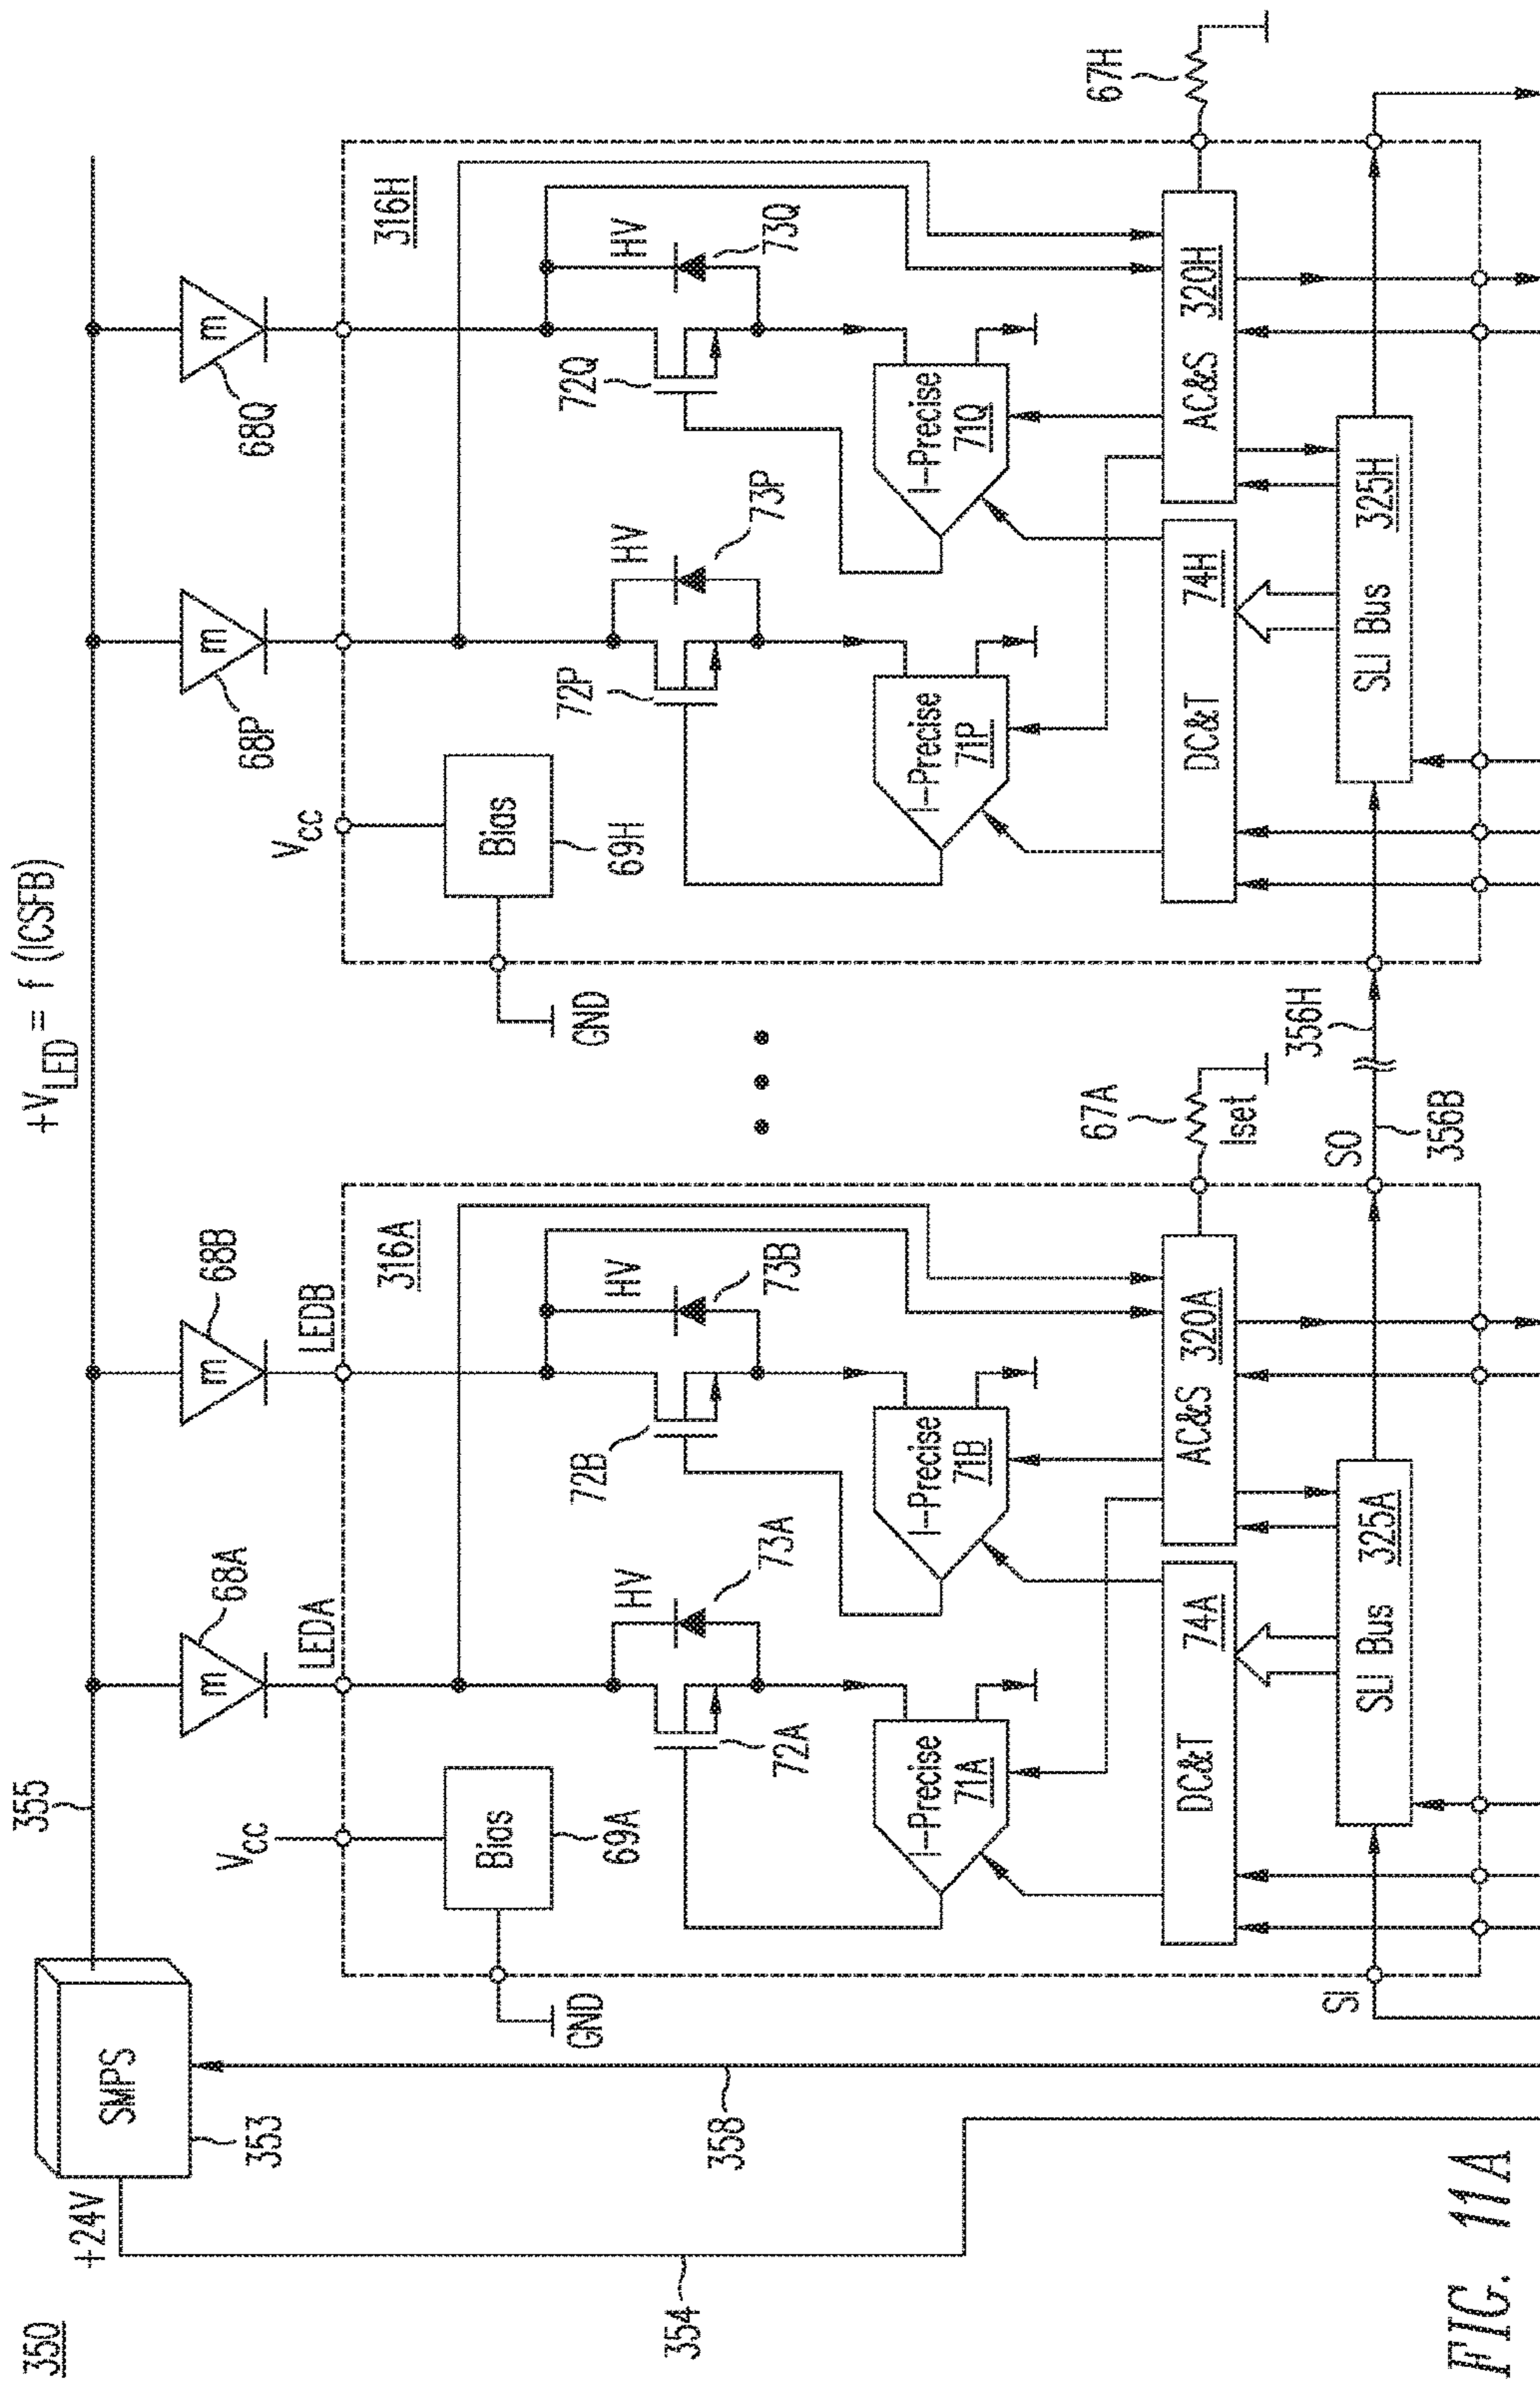 350
+24V
SMPS
353
354
358
355
+V_LED = f (ICSFB)
68A
68B
68P
68Q
m
m
m
m
LEDA
LEDB
Vcc
Bias
69A
GND
316A
HV
73A
72A
HV
73B
72B
I-Precise
71A
I-Precise
71B
DC&T 74A
AC&S 320A
67A
Iset
SI
SLI Bus 325A
SO
356B
356H
Vcc
Bias
69H
GND
316H
HV
73P
72P
HV
73Q
72Q
I-Precise
71P
I-Precise
71Q
DC&T 74H
AC&S 320H
67H
SLI Bus 325H
FIG. 11A